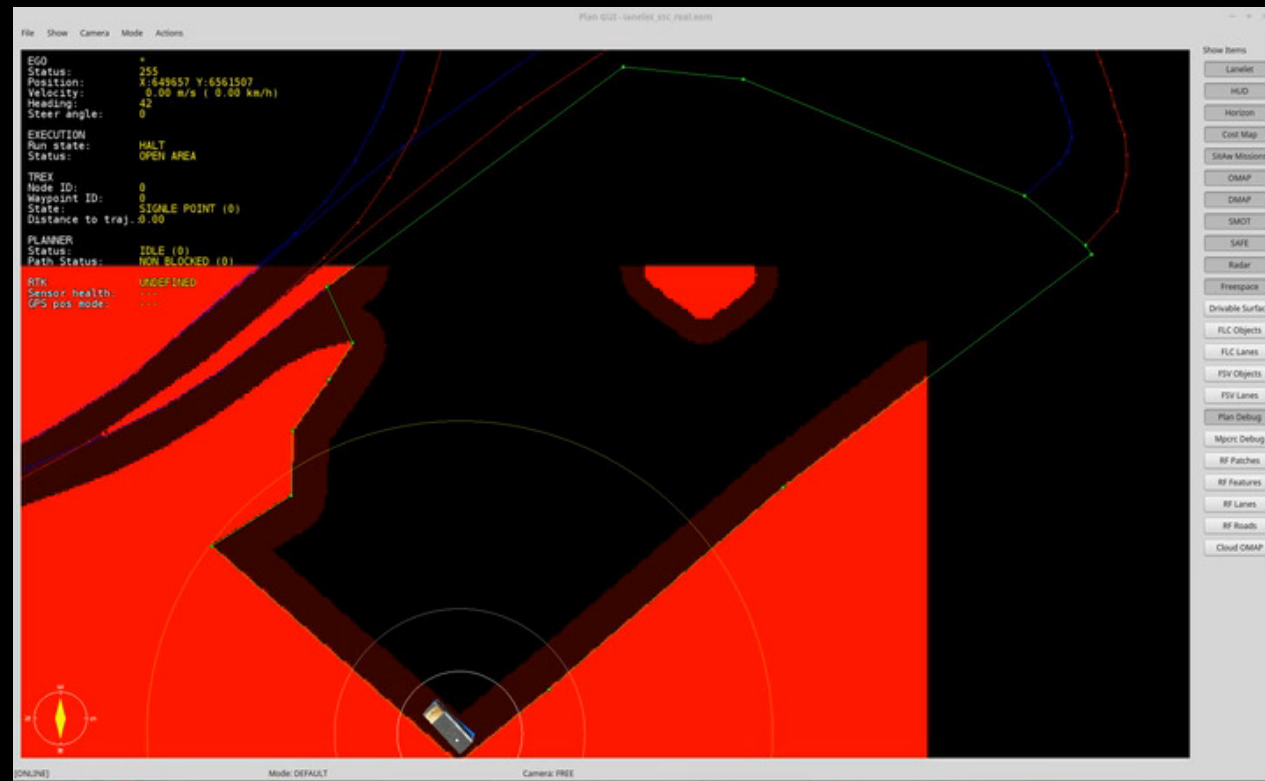 Plan GUI - lanelet_ssc_real.osm
File Show Camera Mode Actions
EGO *
Status: 255
Position: X:649657 Y:6561507
Velocity: 0.00 m/s ( 0.00 km/h)
Heading: 42
Steer angle: 0
EXECUTION
Run state: HALT
Status: OPEN AREA
TREX
Node ID: 0
Waypoint ID: 0
State: SIGNLE POINT (0)
Distance to traj.:0.00
PLANNER
Status: IDLE (0)
Path Status: NON BLOCKED (0)
RTK UNDEFINED
Sensor health: ---
GPS pos mode: ---
Show Items
Lanelet
HUD
Horizon
Cost Map
SitAw Missions
OMAP
DMAP
SMOT
SAFE
Radar
Freespace
Drivable Surfac
FLC Objects
FLC Lanes
FSV Objects
FSV Lanes
Plan Debug
Mpcrc Debug
RF Patches
RF Features
RF Lanes
RF Roads
Cloud OMAP
[ONLINE] Mode: DEFAULT Camera: FREE